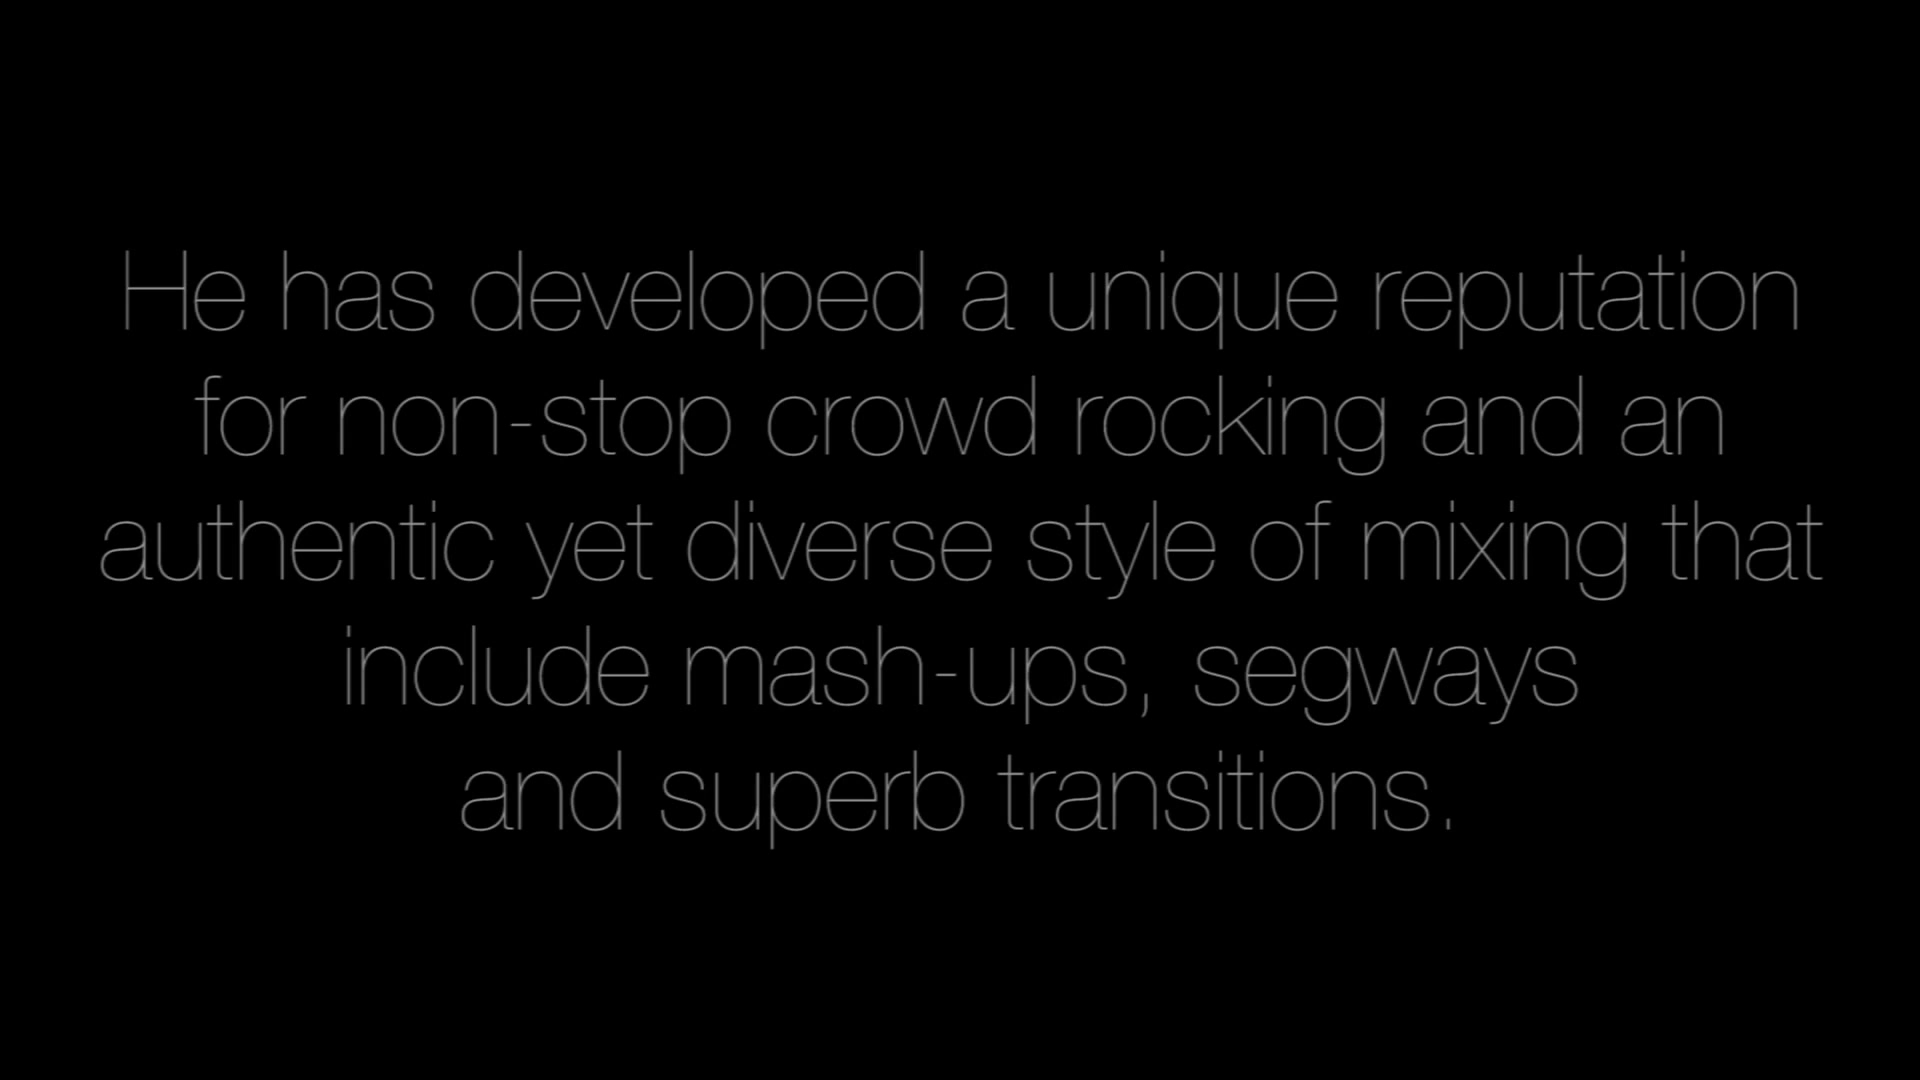 He has developed a unique reputation
for non-stop crowd rocking and an
authentic yet diverse style of mixing that
include mash-ups, segways
and superb transitions.